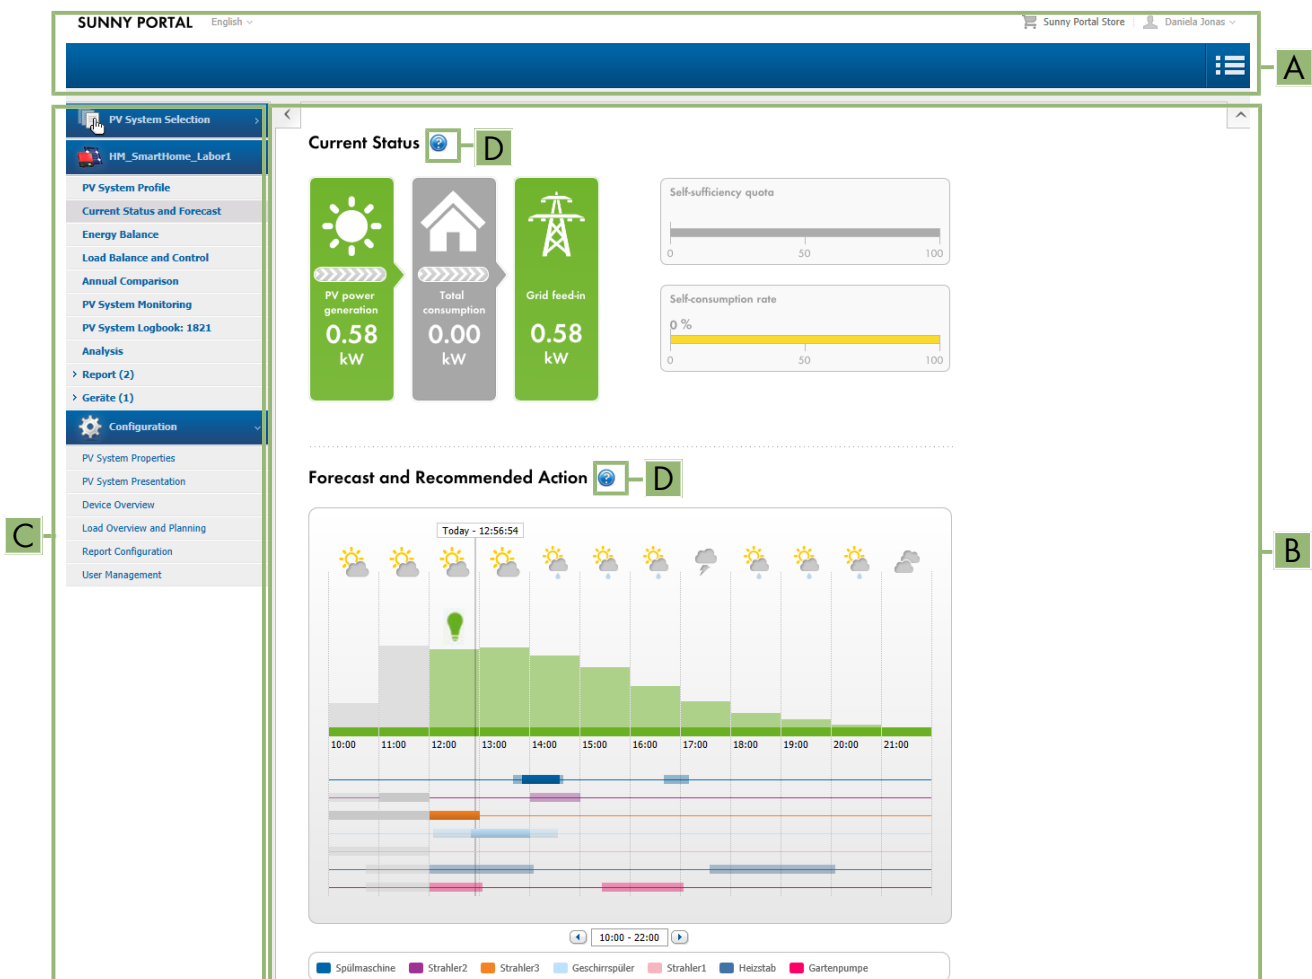 SUNNY PORTAL English
Sunny Portal Store Daniela Jonas
A
PV System Selection
HM_SmartHome_Labor1
PV System Profile
Current Status and Forecast
Energy Balance
Load Balance and Control
Annual Comparison
PV System Monitoring
PV System Logbook: 1821
Analysis
Report (2)
Geräte (1)
Configuration
PV System Properties
PV System Presentation
Device Overview
Load Overview and Planning
Report Configuration
User Management
C
Current Status ? D
PV power
generation
0.58
kW
Total
consumption
0.00
kW
Grid feed-in
0.58
kW
Self-sufficiency quota
0 50 100
Self-consumption rate
0 %
0 50 100
Forecast and Recommended Action ? D
B
Today - 12:56:54
10:00 11:00 12:00 13:00 14:00 15:00 16:00 17:00 18:00 19:00 20:00 21:00
10:00 - 22:00
Spülmaschine Strahler2 Strahler3 Geschirrspüler Strahler1 Heizstab Gartenpumpe